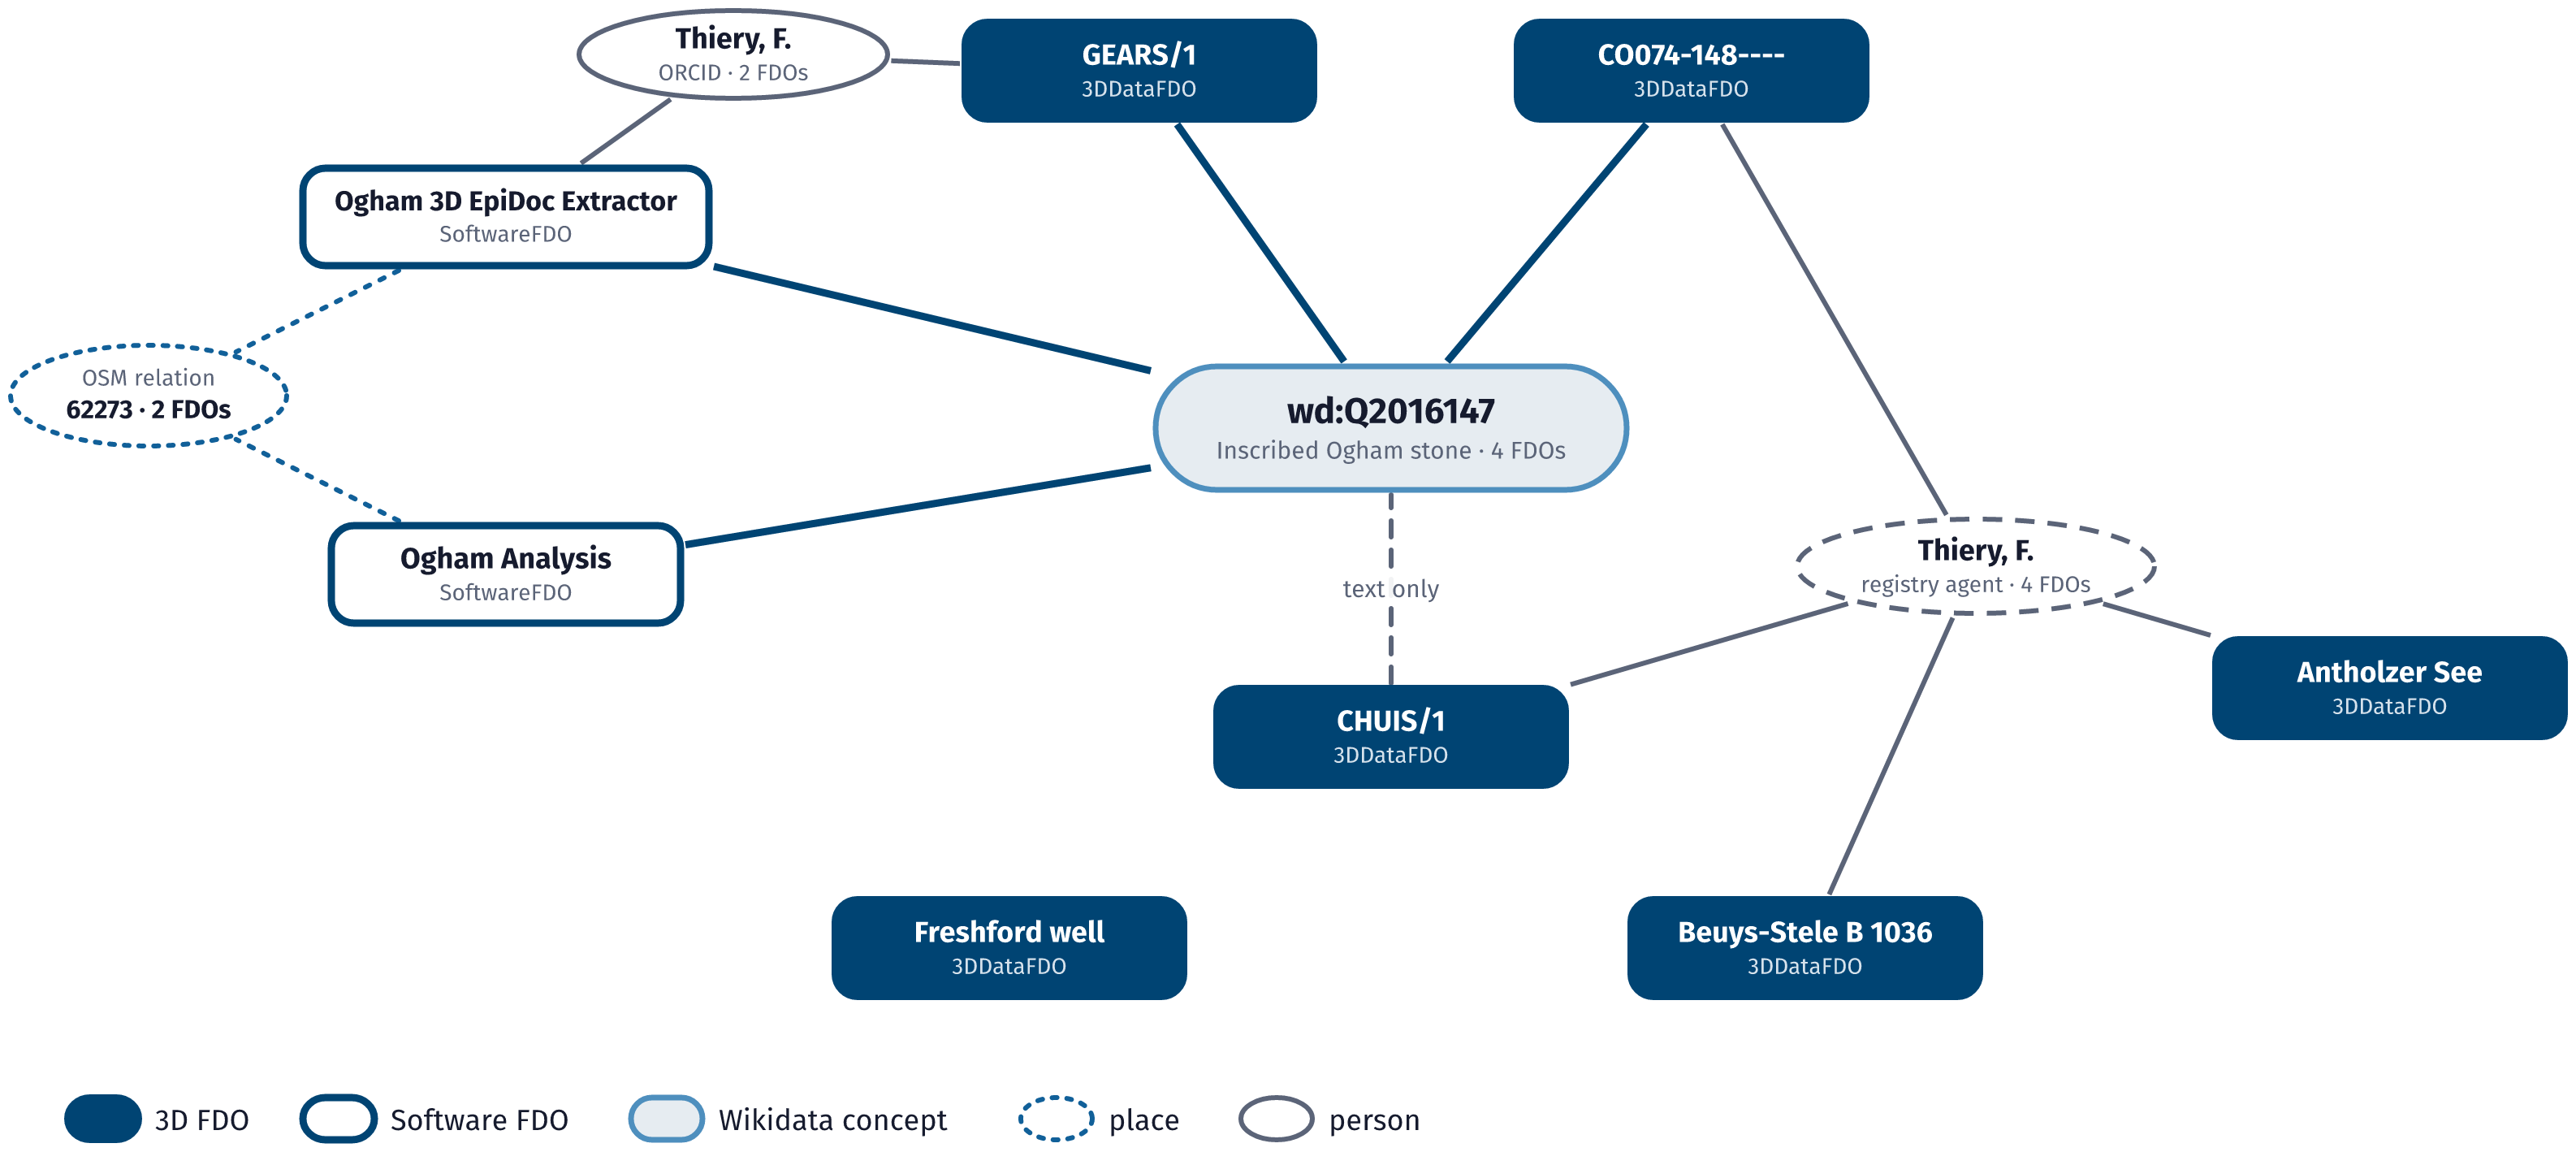 Thiery, F.
ORCID · 2 FDOs
GEARS/1
3DDataFDO
CO074-148----
3DDataFDO
Ogham 3D EpiDoc Extractor
SoftwareFDO
OSM relation
62273 · 2 FDOs
wd:Q2016147
Inscribed Ogham stone · 4 FDOs
Ogham Analysis
SoftwareFDO
text only
Thiery, F.
registry agent · 4 FDOs
Antholzer See
3DDataFDO
CHUIS/1
3DDataFDO
Freshford well
3DDataFDO
Beuys-Stele B 1036
3DDataFDO
3D FDO
Software FDO
Wikidata concept
place
person